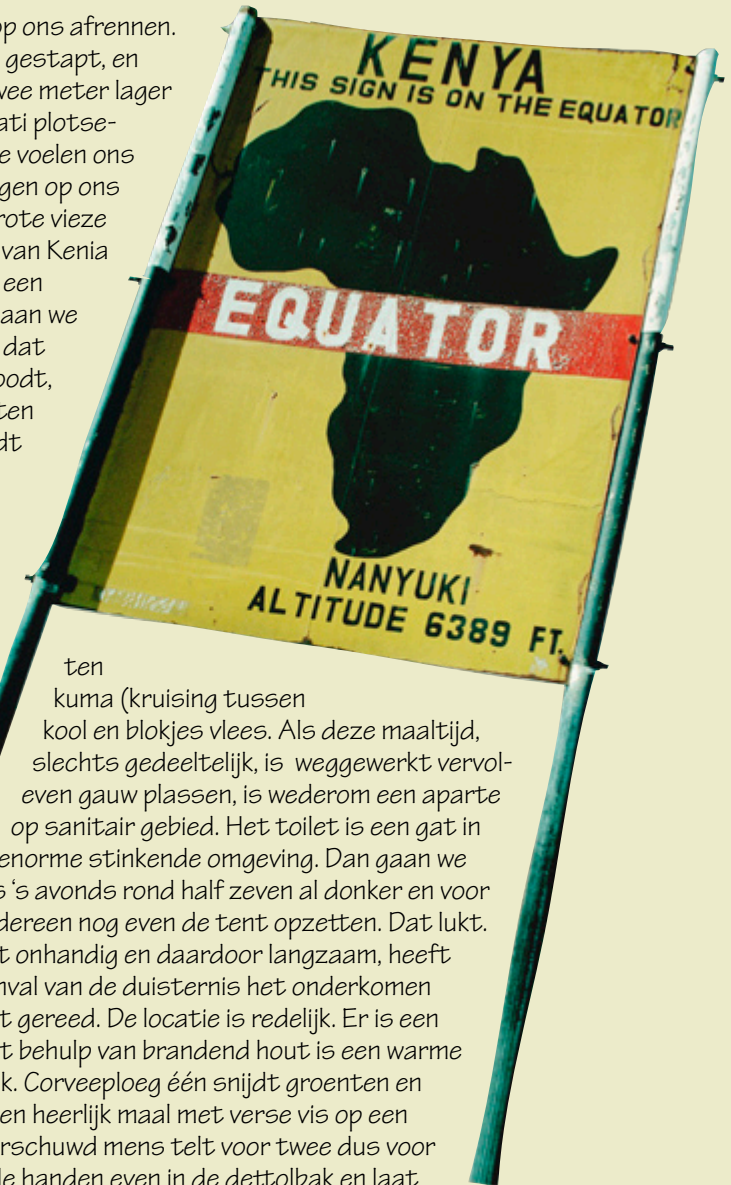 op ons afrennen.
gestapt, en
vee meter lager
ati plotse-
e voelen ons
gen op ons
rote vieze
van Kenia
een
aan we
dat
oodt,
ten
dt
KENYA
THIS SIGN IS ON THE EQUATOR
EQUATOR
NANYUKI
ALTITUDE 6389 FT.
ten
kuma (kruising tussen
kool en blokjes vlees. Als deze maaltijd,
slechts gedeeltelijk, is weggewerkt vervol-
even gauw plassen, is wederom een aparte
op sanitair gebied. Het toilet is een gat in
enorme stinkende omgeving. Dan gaan we
s 's avonds rond half zeven al donker en voor
dereen nog even de tent opzetten. Dat lukt.
t onhandig en daardoor langzaam, heeft
nval van de duisternis het onderkomen
t gereed. De locatie is redelijk. Er is een
t behulp van brandend hout is een warme
k. Corveeploeg één snijdt groenten en
en heerlijk maal met verse vis op een
rschuwd mens telt voor twee dus voor
de handen even in de dettolbak en laat